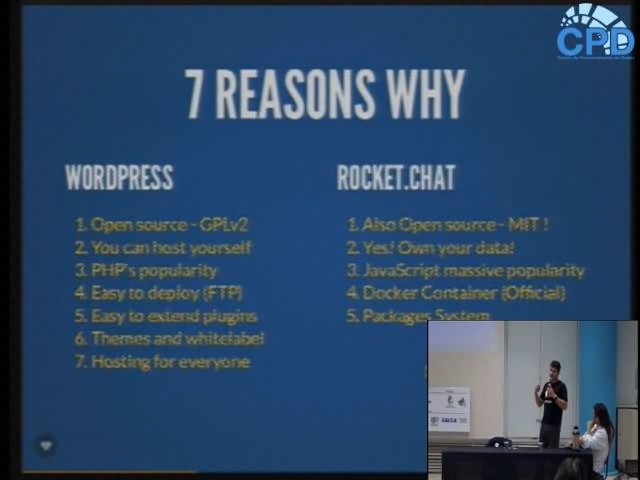 CPD
7 REASONS WHY
WORDPRESS
1. Open source - GPLv2
2. You can host yourself
3. PHP's popularity
4. Easy to deploy (FTP)
5. Easy to extend plugins
6. Themes and whitelabel
7. Hosting for everyone
ROCKET.CHAT
1. Also Open source - MIT !
2. Yes! Own your data!
3. JavaScript massive popularity
4. Docker Container (Official)
5. Packages System
CAIXA